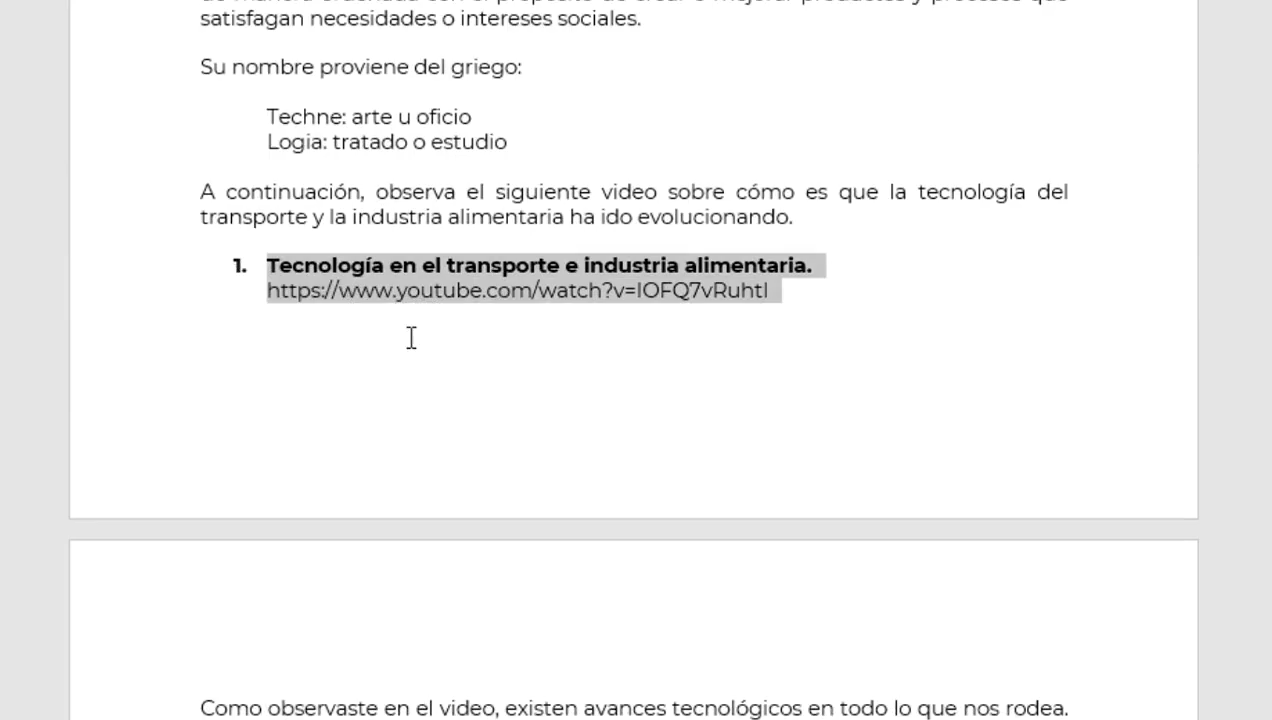 satisfagan necesidades o intereses sociales.
Su nombre proviene del griego:
Techne: arte u oficio
Logia: tratado o estudio
A continuación, observa el siguiente video sobre cómo es que la tecnología del
transporte y la industria alimentaria ha ido evolucionando.
1. Tecnología en el transporte e industria alimentaria.
https://www.youtube.com/watch?v=IOFQ7vRuhtI
Como observaste en el video, existen avances tecnológicos en todo lo que nos rodea.